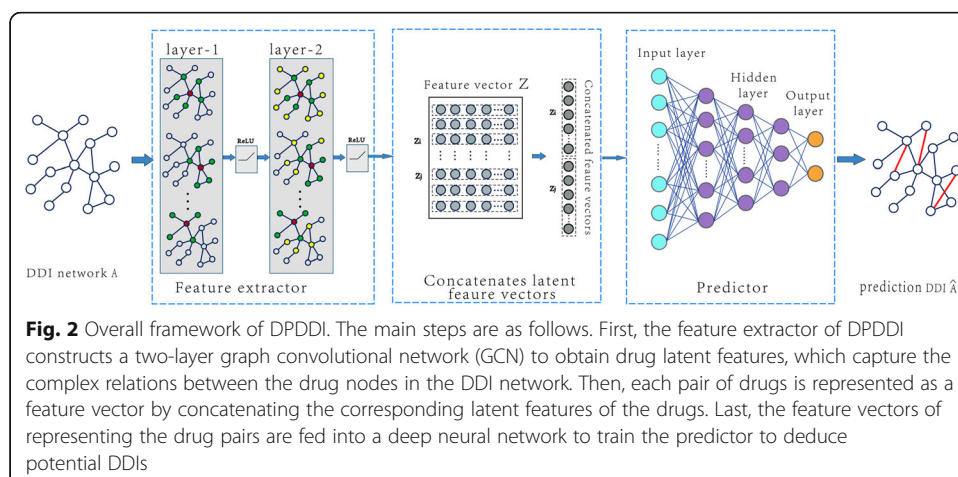 layer-1
layer-2
ReLU
ReLU
DDI network A
Feature extractor
Feature vector Z
Zi
Zj
Zi
Zj
Concatenated feature vectors
Concatenates latent
feaure vectors
Input layer
Hidden
layer
Output
layer
Predictor
prediction DDI Â
Fig. 2 Overall framework of DPDDI. The main steps are as follows. First, the feature extractor of DPDDI
constructs a two-layer graph convolutional network (GCN) to obtain drug latent features, which capture the
complex relations between the drug nodes in the DDI network. Then, each pair of drugs is represented as a
feature vector by concatenating the corresponding latent features of the drugs. Last, the feature vectors of
representing the drug pairs are fed into a deep neural network to train the predictor to deduce
potential DDIs